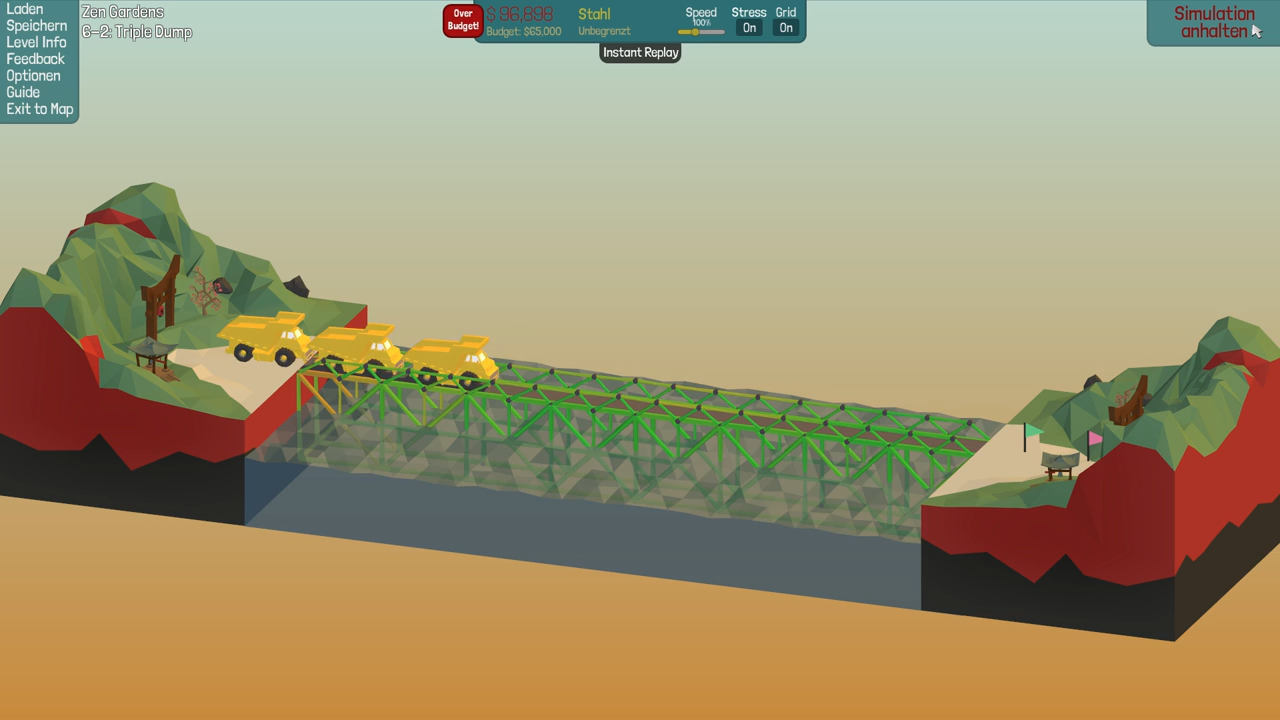 Laden
Speichern
Level Info
Feedback
Optionen
Guide
Exit to Map
Zen Gardens
6-2: Triple Dump
Over
Budget!
$ 96,898
Budget: $65,000
Stahl
Unbegrenzt
Speed
100%
Stress
On
Grid
On
Instant Replay
Simulation
anhalten